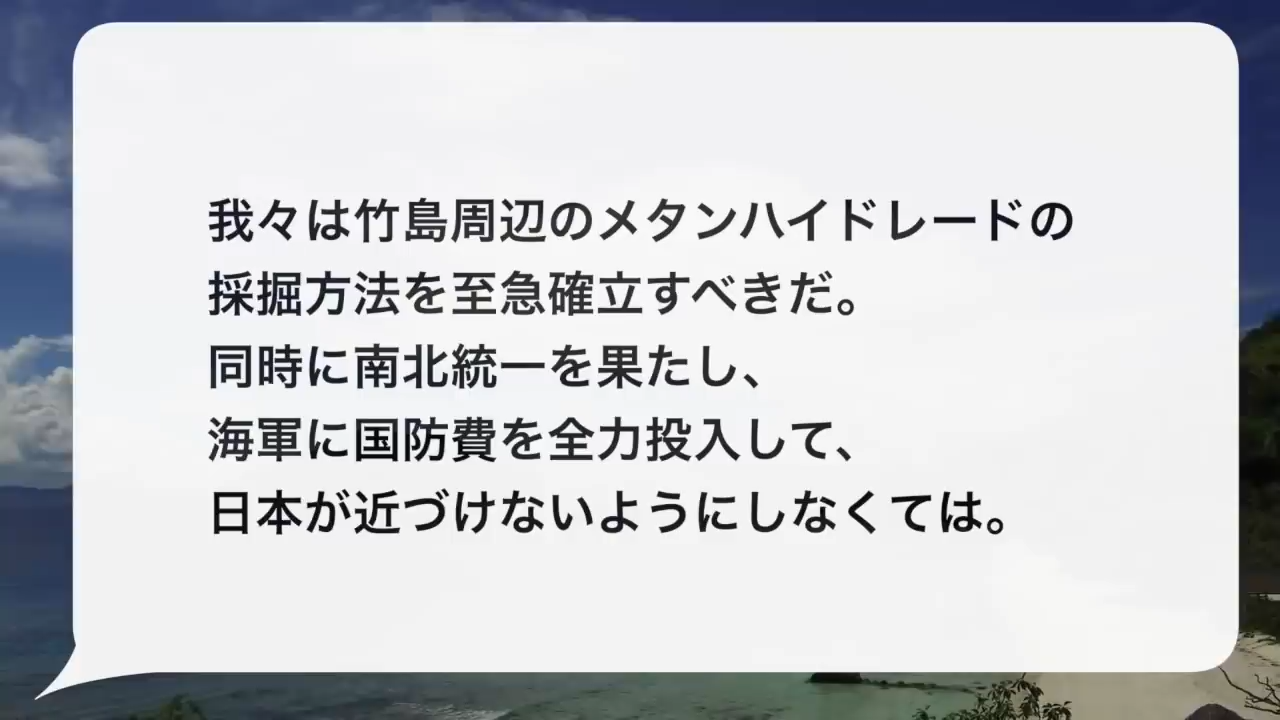 我々は竹島周辺のメタンハイドレードの
採掘方法を至急確立すべきだ。
同時に南北統一を果たし、
海軍に国防費を全力投入して、
日本が近づけないようにしなくては。